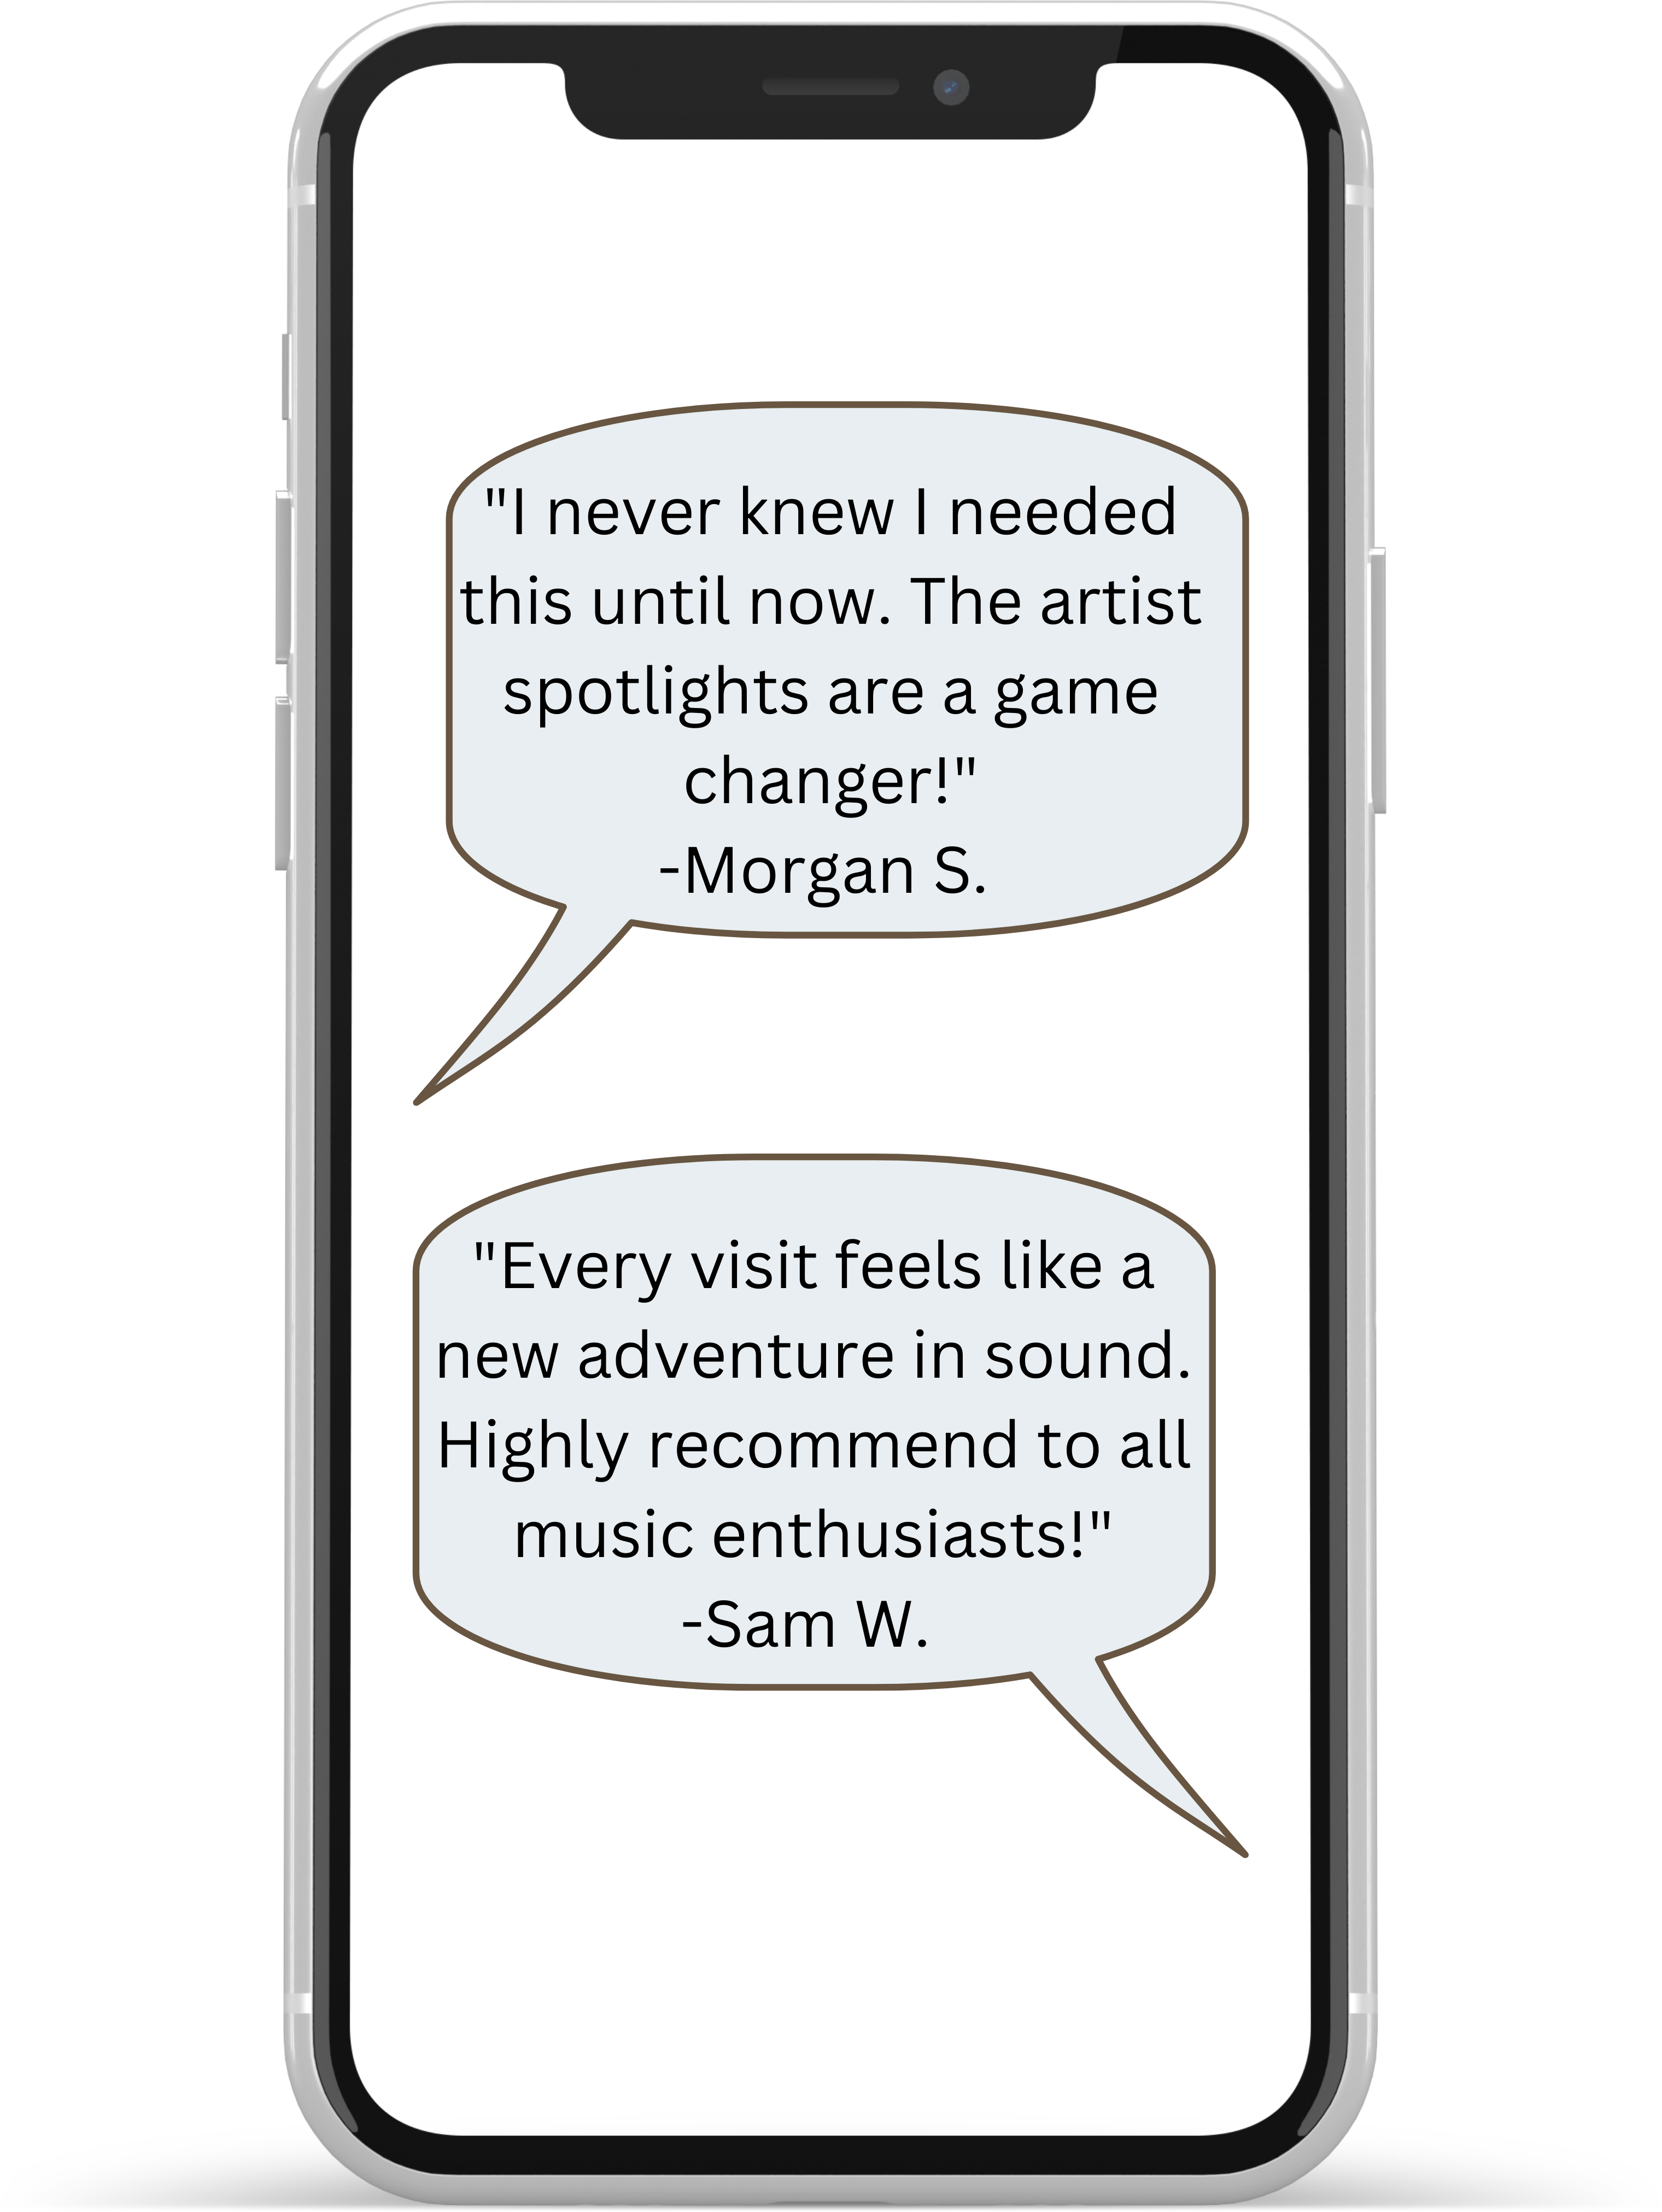 "I never knew I needed
this until now. The artist
spotlights are a game
changer!"
-Morgan S.
"Every visit feels like a
new adventure in sound.
Highly recommend to all
music enthusiasts!"
-Sam W.